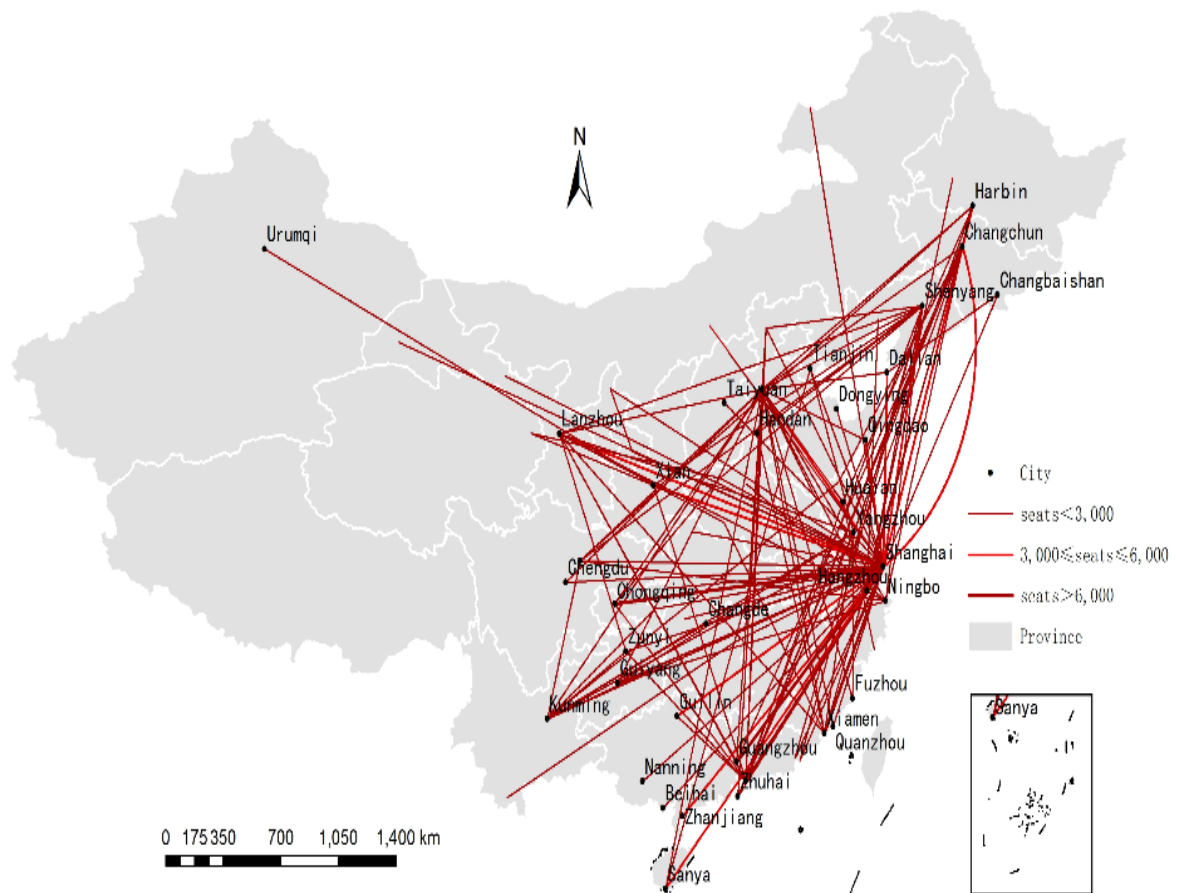 N
Harbin
Urumqi
Changchun
Changbaishan
Shenyang
Tianjin
Dalian
Taiyuan
Dongying
Lanzhou
Handan
Qingdao
Xian
City
Huaian
Yangzhou
seats<3,000
Shanghai
3,000≤seats≤6,000
Chengdu
Hangzhou
Chongqing
Ningbo
seats>6,000
Changde
Zunyi
Province
Guiyang
Fuzhou
Kunming
Guilin
Xiamen
Sanya
Guangzhou
Quanzhou
Nanning
Zhuhai
Beihai
Zhanjiang
0 175 350 700 1,050 1,400 km
Sanya